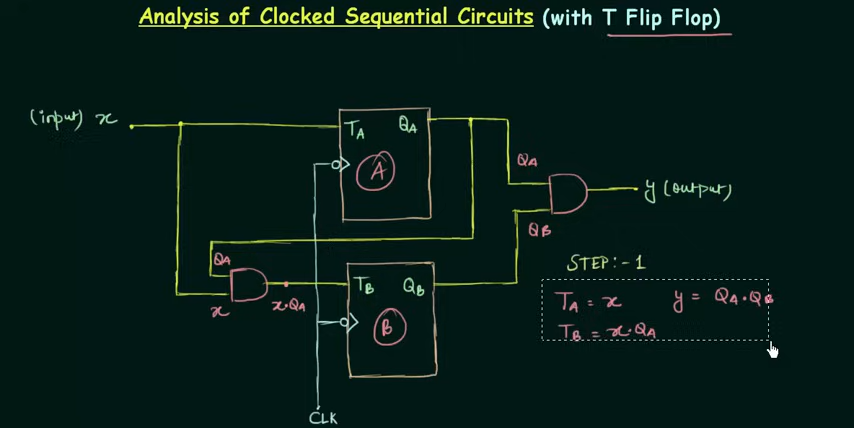 Analysis of Clocked Sequential Circuits (with T Flip Flop)
(input) x
TA QA
A
QA
y (output)
QB
QA
x
x·QA
TB QB
B
CLK
STEP:-1
TA = x y = QA·QB
TB = x·QA